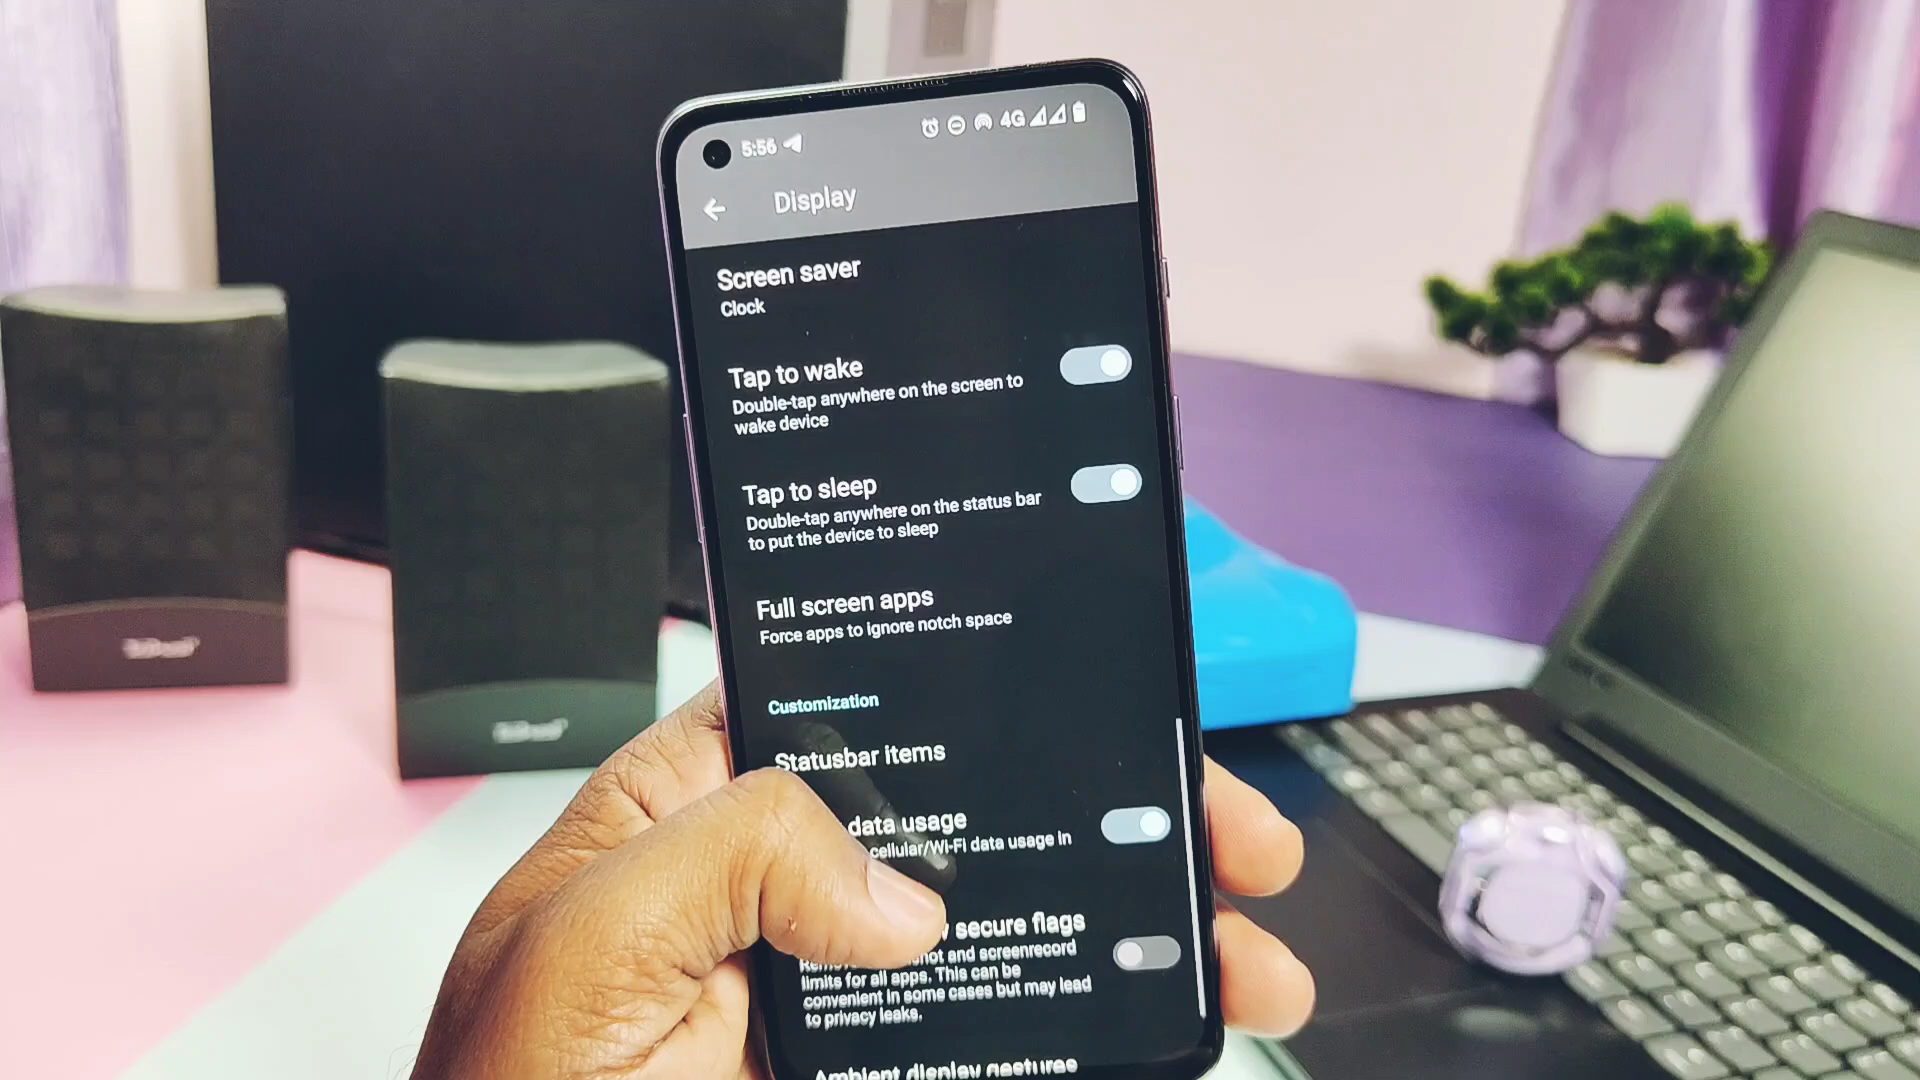 5:56 4G
Display
Screen saver
Clock
Tap to wake
Double-tap anywhere on the screen to
wake device
Tap to sleep
Double-tap anywhere on the status bar
to put the device to sleep
Full screen apps
Force apps to ignore notch space
Customization
Statusbar items
data usage
cellular/Wi-Fi data usage in
secure flags
and screenrecord
limits for all apps. This can be
convenient in some cases but may lead
to privacy leaks.
Ambient display gestures